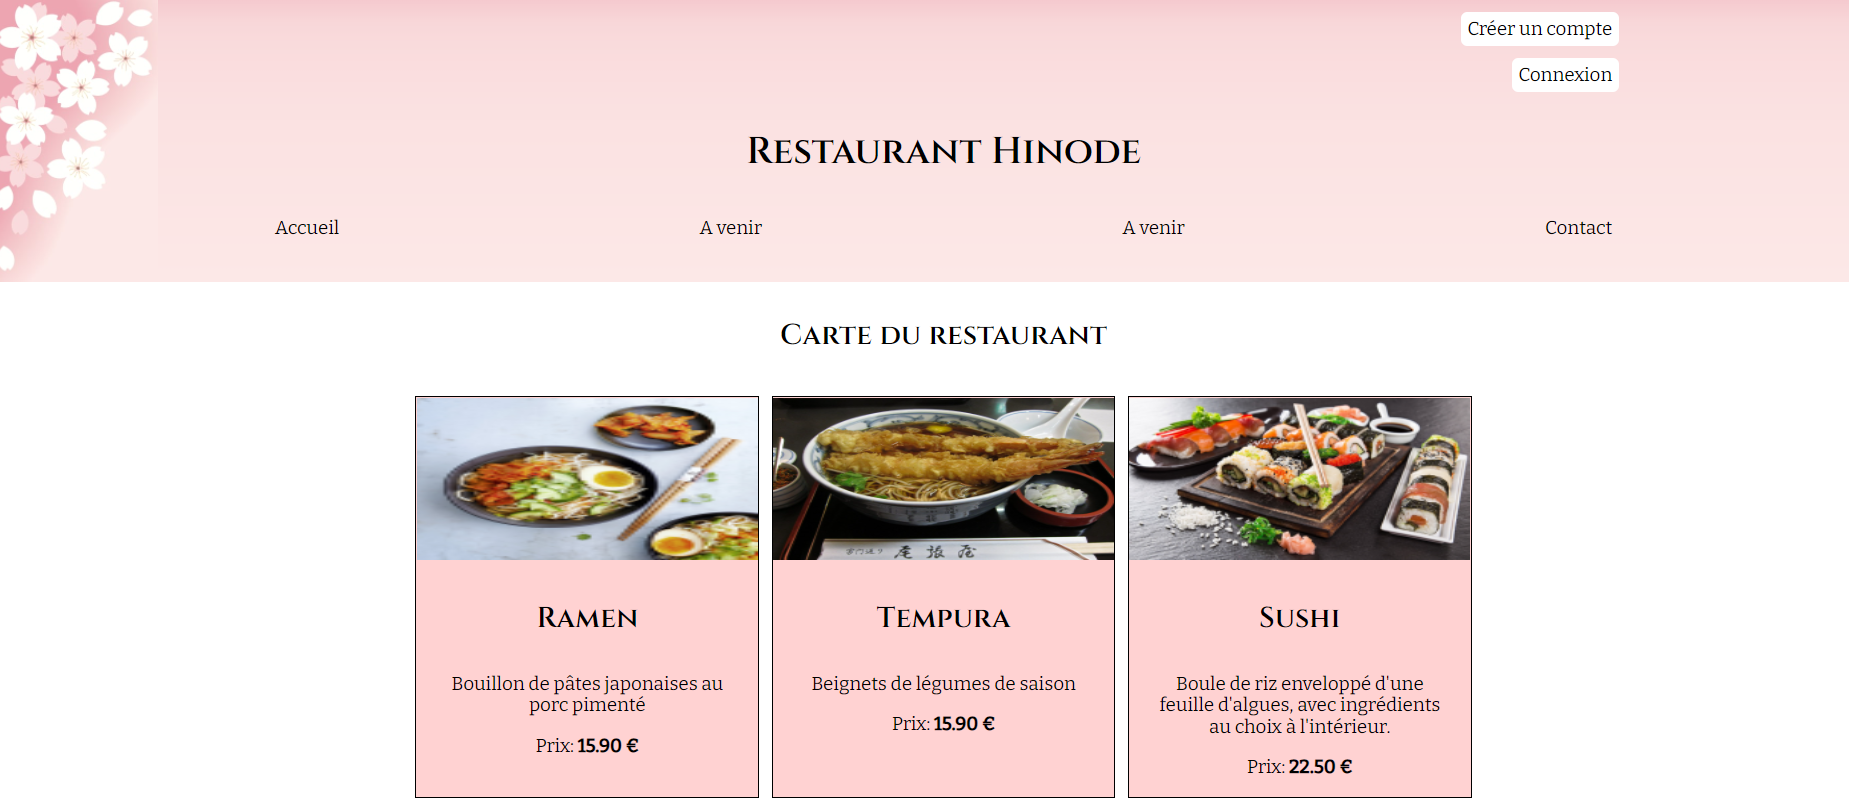 Créer un compte
Connexion
Restaurant Hinode
Accueil
A venir
A venir
Contact
Carte du restaurant
Ramen
Bouillon de pâtes japonaises au
porc pimenté
Prix: 15.90 €
Tempura
Beignets de légumes de saison
Prix: 15.90 €
Sushi
Boule de riz enveloppé d'une
feuille d'algues, avec ingrédients
au choix à l'intérieur.
Prix: 22.50 €